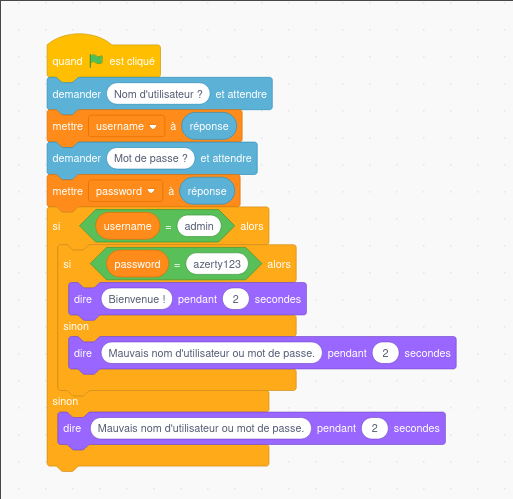 quand est cliqué
demander Nom d'utilisateur ? et attendre
mettre username à réponse
demander Mot de passe ? et attendre
mettre password à réponse
si username = admin alors
si password = azerty123 alors
dire Bienvenue ! pendant 2 secondes
sinon
dire Mauvais nom d'utilisateur ou mot de passe. pendant 2 secondes
sinon
dire Mauvais nom d'utilisateur ou mot de passe. pendant 2 secondes